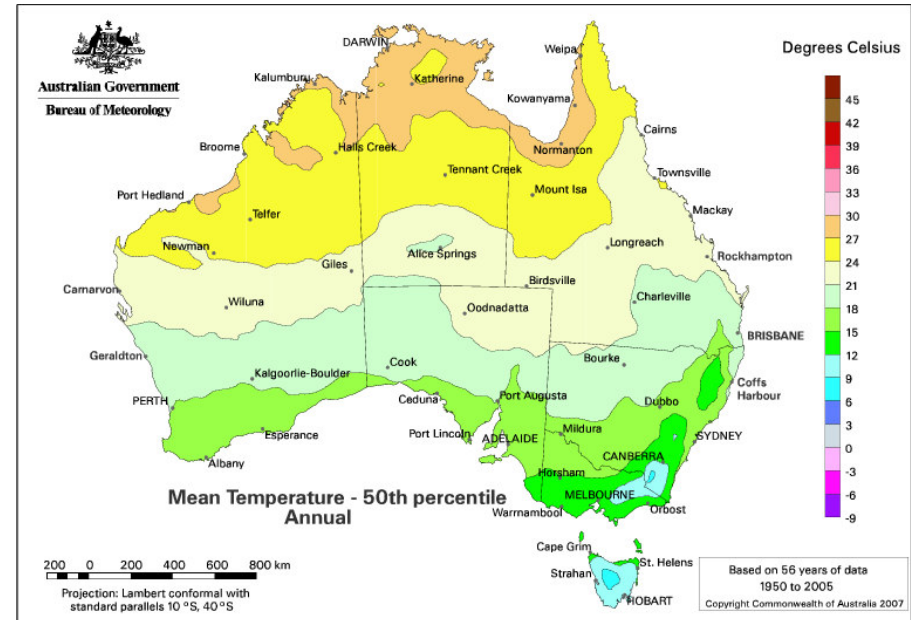 Australian Government
Bureau of Meteorology
Degrees Celsius
45
42
39
36
33
30
27
24
21
18
15
12
9
6
3
0
-3
-6
-9
DARWIN
Weipa
Kalumburu
Katherine
Kowanyama
Cairns
Broome
Halls Creek
Normanton
Tennant Creek
Townsville
Port Hedland
Mount Isa
Telfer
Mackay
Newman
Alice Springs
Longreach
Rockhampton
Giles
Birdsville
Carnarvon
Wiluna
Oodnadatta
Charleville
BRISBANE
Geraldton
Cook
Bourke
Kalgoorlie-Boulder
Coffs
Harbour
PERTH
Ceduna
Port Augusta
Dubbo
Esperance
Port Lincoln
ADELAIDE
Mildura
SYDNEY
Albany
CANBERRA
Horsham
MELBOURNE
Warrnambool
Orbost
Mean Temperature - 50th percentile
Annual
Cape Grim
St. Helens
Strahan
HOBART
200 0 200 400 600 800 km
Projection: Lambert conformal with
standard parallels 10 °S, 40 °S
Based on 56 years of data
1950 to 2005
Copyright Commonwealth of Australia 2007